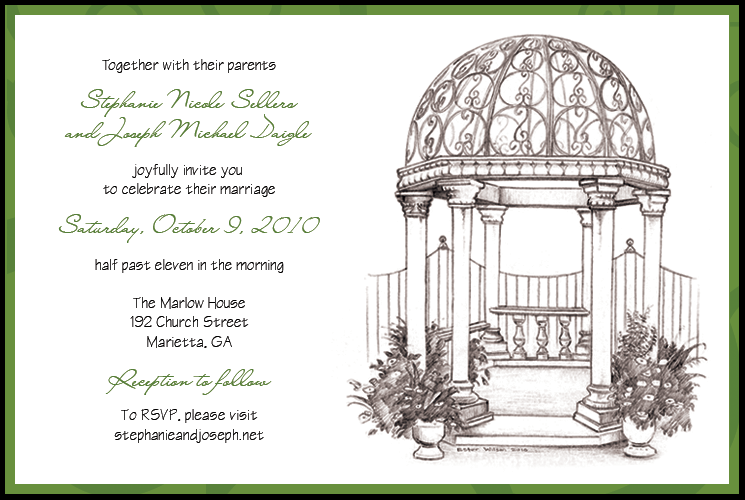 Together with their parents
Stephanie Nicole Sellers
and Joseph Michael Daigle
joyfully invite you
to celebrate their marriage
Saturday, October 9, 2010
half past eleven in the morning
The Marlow House
192 Church Street
Marietta, GA
Reception to follow
To RSVP, please visit
stephanieandjoseph.net